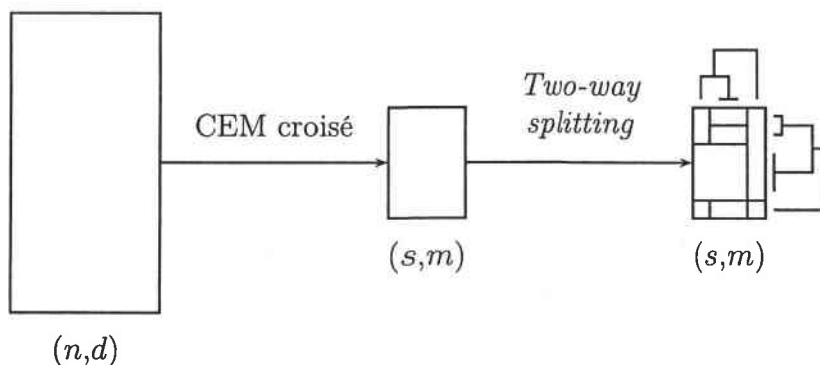 CEM croisé
Two-way
splitting
(s,m)
(s,m)
(n,d)